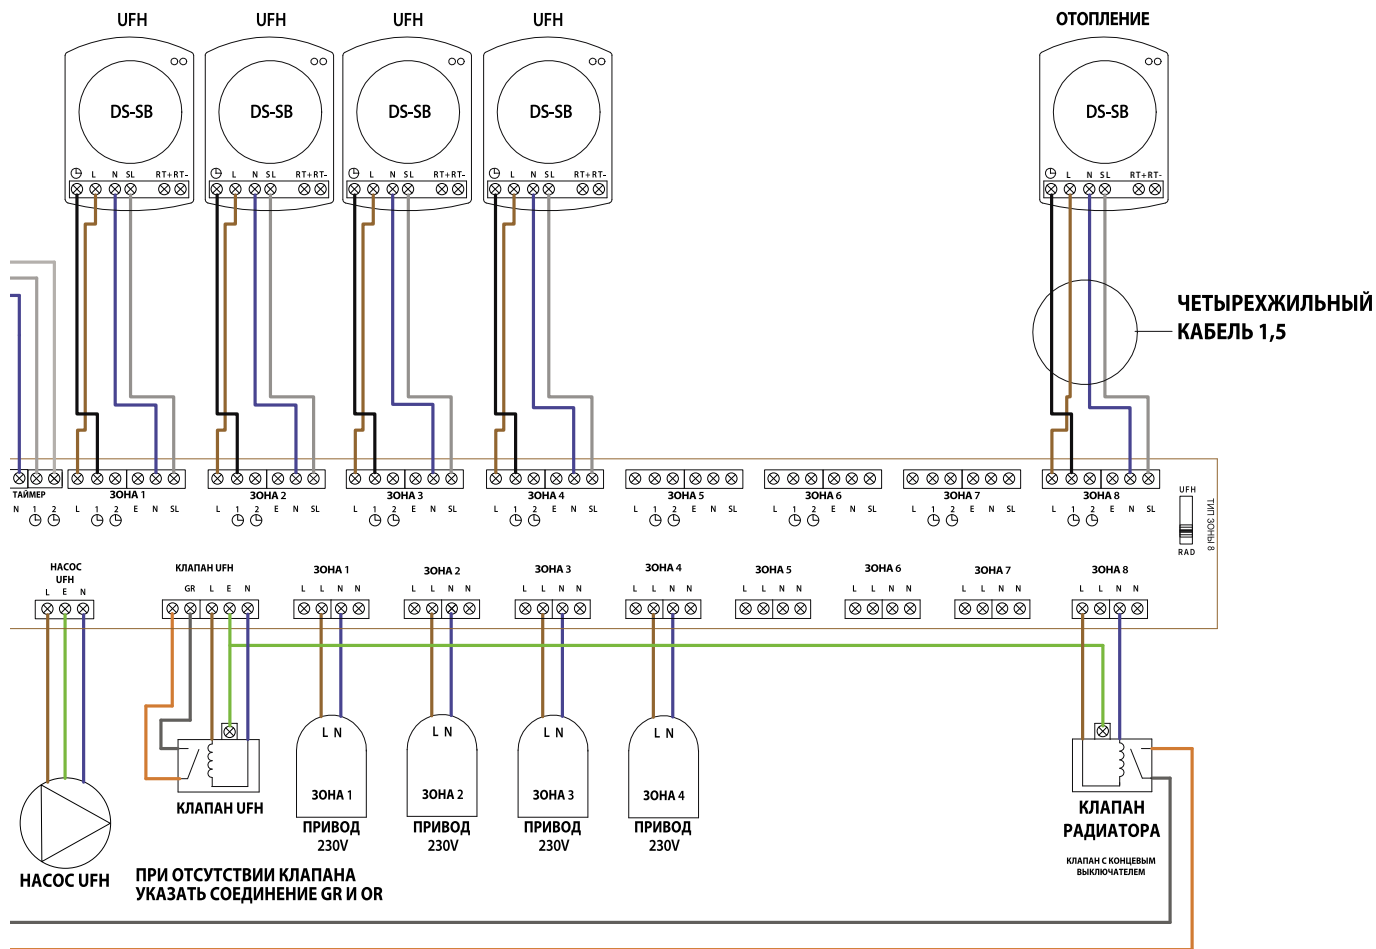 UFH UFH UFH UFH ОТОПЛЕНИЕ
DS-SB DS-SB DS-SB DS-SB DS-SB
L N SL RT+RT- L N SL RT+RT- L N SL RT+RT- L N SL RT+RT- L N SL RT+RT-
ЧЕТЫРЕХЖИЛЬНЫЙ
КАБЕЛЬ 1,5
ТАЙМЕР ЗОНА 1 ЗОНА 2 ЗОНА 3 ЗОНА 4 ЗОНА 5 ЗОНА 6 ЗОНА 7 ЗОНА 8
N 1 2 L 1 2 E N SL L 1 2 E N SL L 1 2 E N SL L 1 2 E N SL L 1 2 E N SL L 1 2 E N SL L 1 2 E N SL L 1 2 E N SL
UFH
RAD
ТИП ЗОНЫ 8
НАСОС
UFH
L E N
КЛАПАН UFH
GR L E N
ЗОНА 1 ЗОНА 2 ЗОНА 3 ЗОНА 4 ЗОНА 5 ЗОНА 6 ЗОНА 7 ЗОНА 8
L L N N L L N N L L N N L L N N L L N N L L N N L L N N L L N N
L N L N L N L N
ЗОНА 1 ЗОНА 2 ЗОНА 3 ЗОНА 4
КЛАПАН UFH
ПРИВОД
230V
ПРИВОД
230V
ПРИВОД
230V
ПРИВОД
230V
КЛАПАН
РАДИАТОРА
КЛАПАН С КОНЦЕВЫМ
ВЫКЛЮЧАТЕЛЕМ
НАСОС UFH
ПРИ ОТСУТСТВИИ КЛАПАНА
УКАЗАТЬ СОЕДИНЕНИЕ GR И OR